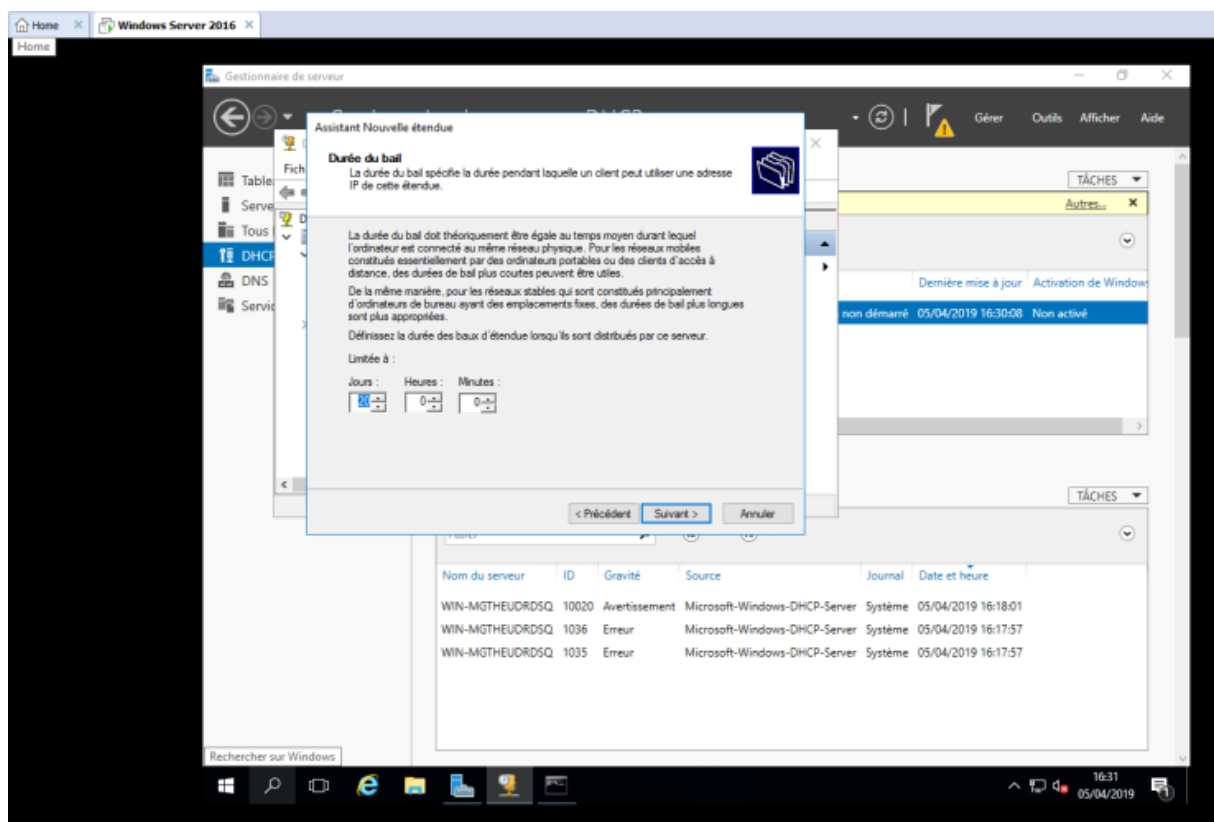 Home
Windows Server 2016
Home
Gestionnaire de serveur
Gérer Outils Afficher Aide
Assistant Nouvelle étendue
Durée du bail
La durée du bail spécifie la durée pendant laquelle un client peut utiliser une adresse
IP de cette étendue.
Fich
Table
Serve
Tous
DHCP
DNS
Servic
TÂCHES
Autres...
La durée du bail doit théoriquement être égale au temps moyen durant lequel
l'ordinateur est connecté au même réseau physique. Pour les réseaux mobiles
constitués essentiellement par des ordinateurs portables ou des clients d'accès à
distance, des durées de bail plus courtes peuvent être utiles.
De la même manière, pour les réseaux stables qui sont constitués principalement
d'ordinateurs de bureau ayant des emplacements fixes, des durées de bail plus longues
sont plus appropriées.
Définissez la durée des baux d'étendue lorsqu'ils sont distribués par ce serveur.
Limitée à :
Jours : Heures : Minutes :
20 0 0
Dernière mise à jour Activation de Windows
non démarré 05/04/2019 16:30:08 Non activé
< Précédent Suivant > Annuler
TÂCHES
Nom du serveur ID Gravité Source Journal Date et heure
WIN-MGTHEUDRDSQ 10020 Avertissement Microsoft-Windows-DHCP-Server Système 05/04/2019 16:18:01
WIN-MGTHEUDRDSQ 1036 Erreur Microsoft-Windows-DHCP-Server Système 05/04/2019 16:17:57
WIN-MGTHEUDRDSQ 1035 Erreur Microsoft-Windows-DHCP-Server Système 05/04/2019 16:17:57
Rechercher sur Windows
16:31
05/04/2019